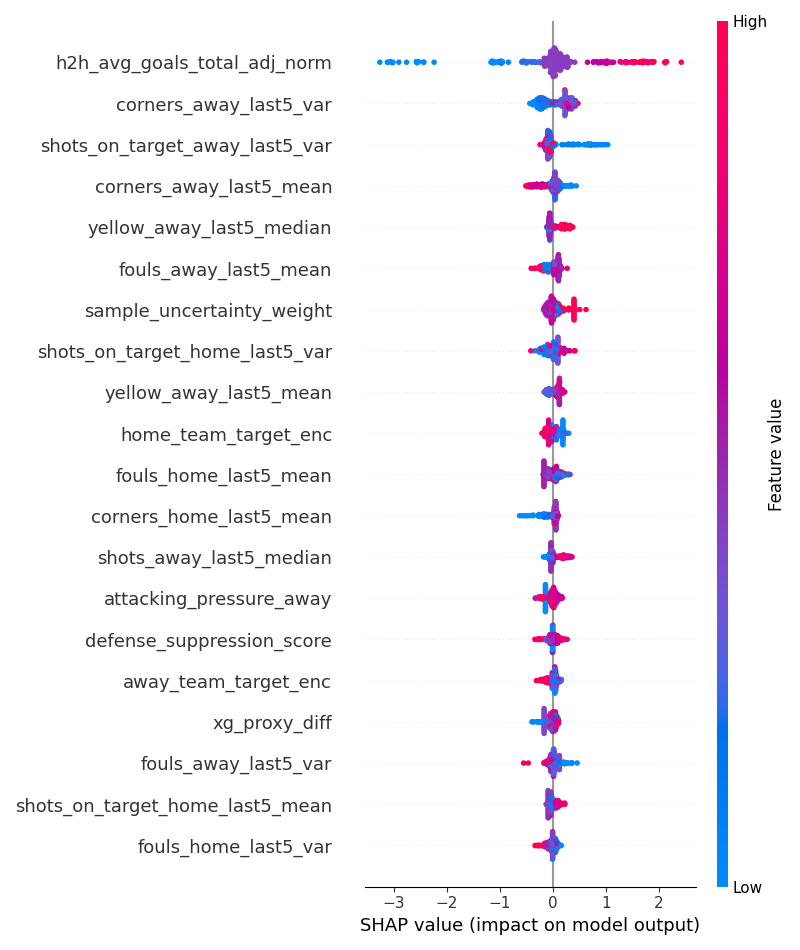 High
h2h_avg_goals_total_adj_norm
corners_away_last5_var
shots_on_target_away_last5_var
corners_away_last5_mean
yellow_away_last5_median
fouls_away_last5_mean
sample_uncertainty_weight
shots_on_target_home_last5_var
yellow_away_last5_mean
home_team_target_enc
fouls_home_last5_mean
corners_home_last5_mean
shots_away_last5_median
attacking_pressure_away
defense_suppression_score
away_team_target_enc
xg_proxy_diff
fouls_away_last5_var
shots_on_target_home_last5_mean
fouls_home_last5_var
Feature value
Low
−3 −2 −1 0 1 2
SHAP value (impact on model output)